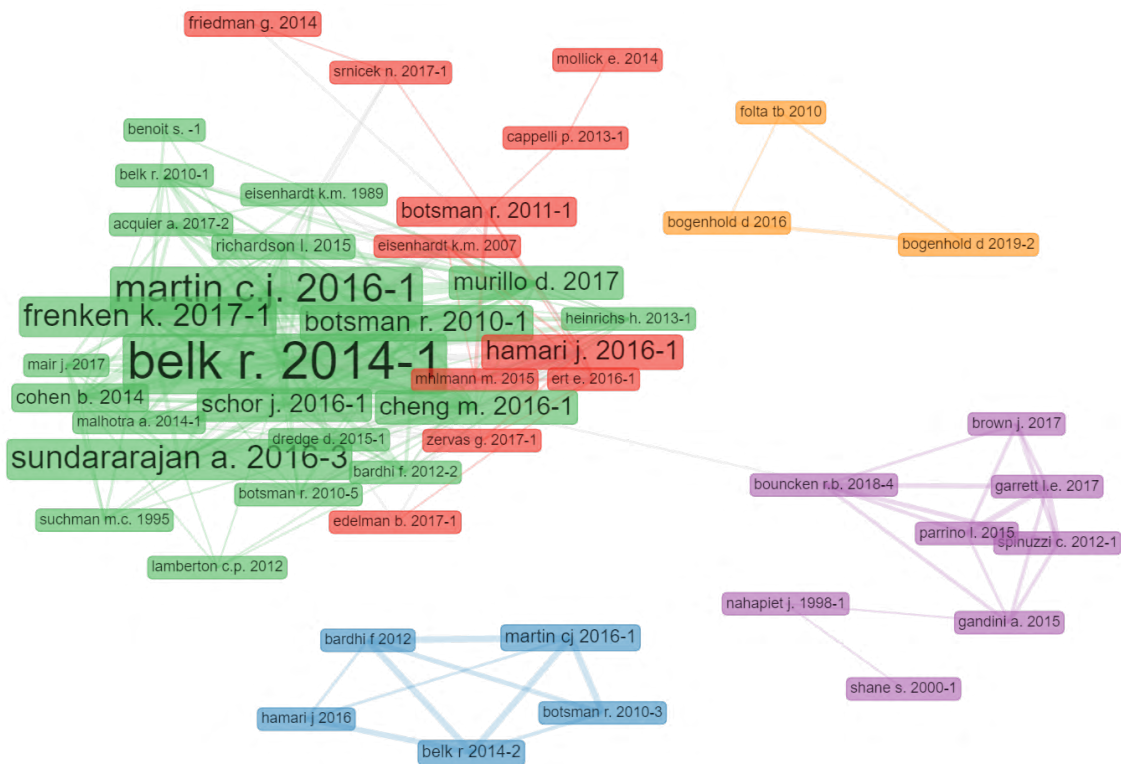 friedman g. 2014
srnicek n. 2017-1
mollick e. 2014
folta tb 2010
benoit s. -1
cappelli p. 2013-1
belk r. 2010-1
eisenhardt k.m. 1989
botsman r. 2011-1
acquier a. 2017-2
bogenhold d 2016
richardson l. 2015
eisenhardt k.m. 2007
bogenhold d 2019-2
martin c.j. 2016-1
murillo d. 2017
frenken k. 2017-1
botsman r. 2010-1
heinrichs h. 2013-1
belk r. 2014-1
hamari j. 2016-1
mair j. 2017
mhlmann m. 2015
ert e. 2016-1
cohen b. 2014
schor j. 2016-1
cheng m. 2016-1
malhotra a. 2014-1
brown j. 2017
dredge d. 2015-1
zervas g. 2017-1
sundararajan a. 2016-3
bardhi f. 2012-2
bouncken r.b. 2018-4
garrett l.e. 2017
botsman r. 2010-5
suchman m.c. 1995
edelman b. 2017-1
parrino l. 2015
spinuzzi c. 2012-1
lamberton c.p. 2012
nahapiet j. 1998-1
gandini a. 2015
bardhi f 2012
martin cj 2016-1
shane s. 2000-1
hamari j 2016
botsman r. 2010-3
belk r 2014-2